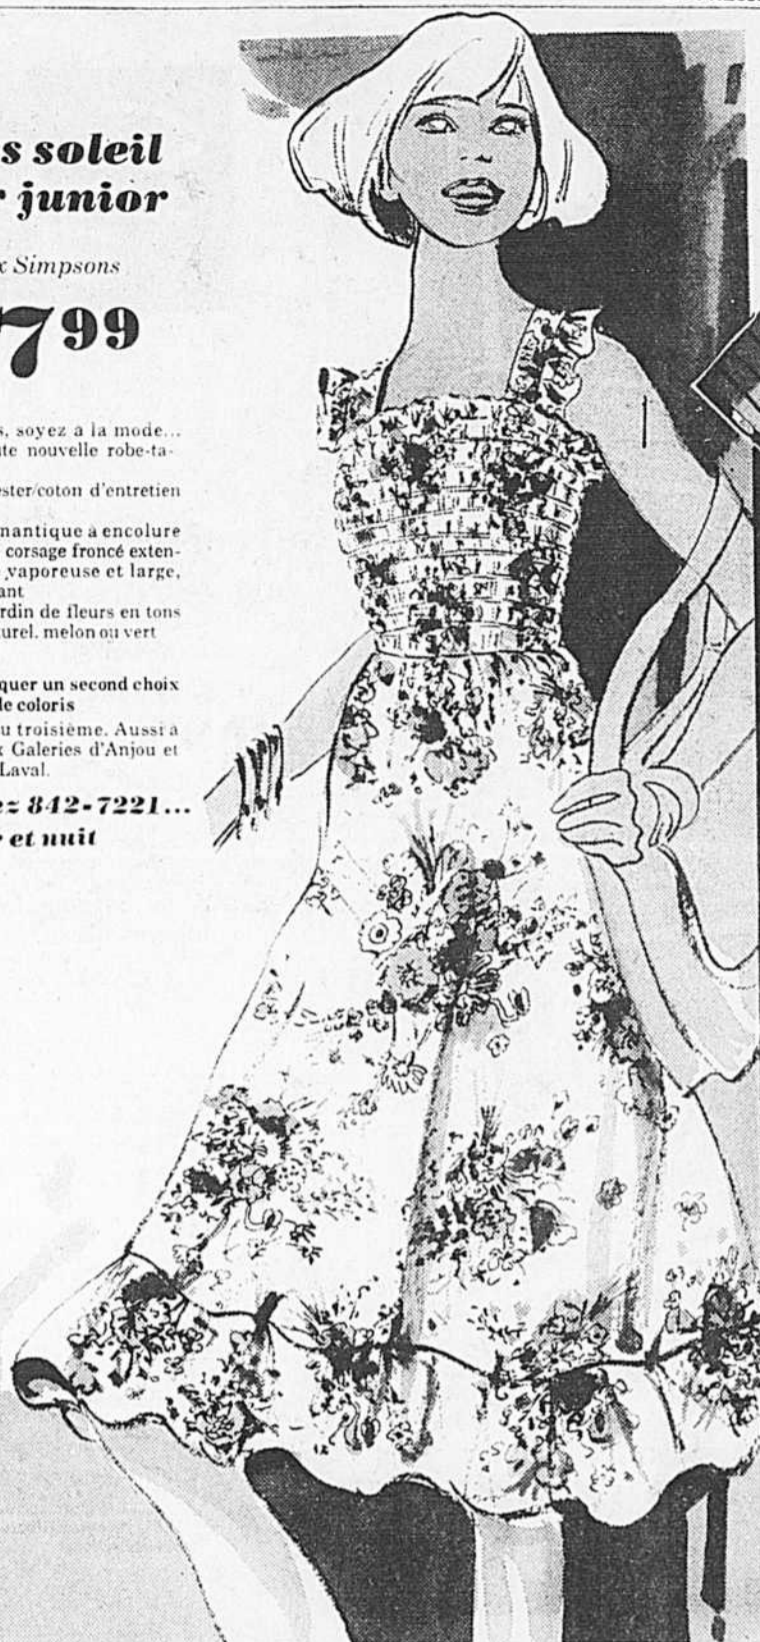 s soleil
r junior
x Simpsons
799
s, soyez à la mode...
te nouvelle robe-ta-
ester/coton d'entretien
mantique à encolure
corsage froncé exten-
vaporeuse et large,
ant
rdin de fleurs en tons
urel. melon ou vert
quer un second choix
le coloris
u troisième. Aussi à
x Galeries d'Anjou et
Laval.
ez 842-7221...
r et nuit